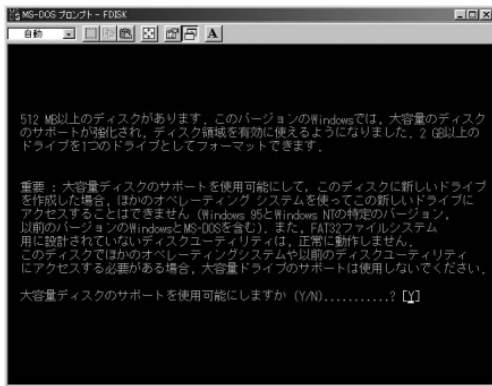 MS-DOS プロンプト - FDISK
自動
A
512 MB以上のディスクがあります. このバージョンのWindowsでは, 大容量のディスク
のサポートが強化され, ディスク領域を有効に使えるようになりました. 2 GB以上の
ドライブを1つのドライブとしてフォーマットできます.
重要 : 大容量ディスクのサポートを使用可能にして, このディスクに新しいドライブ
を作成した場合, ほかのオペレーティング システムを使ってこの新しいドライブに
アクセスすることはできません (Windows 95とWindows NTの特定のバージョン,
以前のバージョンのWindowsとMS-DOSを含む). また, FAT32ファイルシステム
用に設計されていないディスクユーティリティは, 正常に動作しません.
このディスクでほかのオペレーティングシステムや以前のディスクユーティリティ
にアクセスする必要がある場合, 大容量ドライブのサポートは使用しないでください.
大容量ディスクのサポートを使用可能にしますか (Y/N)...........? [Y]